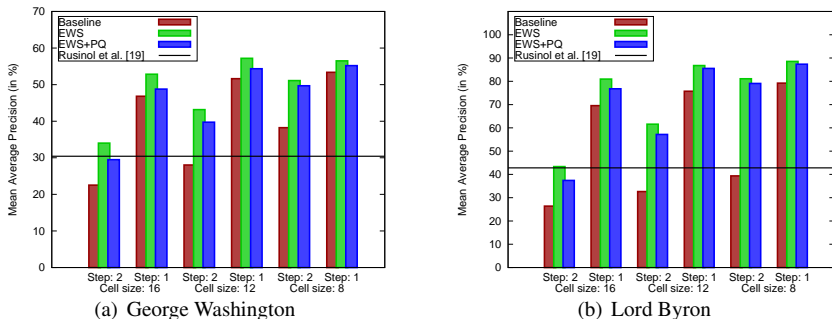 70
60
50
40
30
20
10
0
Mean Average Precision (in %)
Baseline
EWS
EWS+PQ
Rusinol et al. [19]
Step: 2 Step: 1 Step: 2 Step: 1 Step: 2 Step: 1
Cell size: 16 Cell size: 12 Cell size: 8
(a) George Washington
100
90
80
70
60
50
40
30
20
10
0
Mean Average Precision (in %)
Baseline
EWS
EWS+PQ
Rusinol et al. [19]
Step: 2 Step: 1 Step: 2 Step: 1 Step: 2 Step: 1
Cell size: 16 Cell size: 12 Cell size: 8
(b) Lord Byron